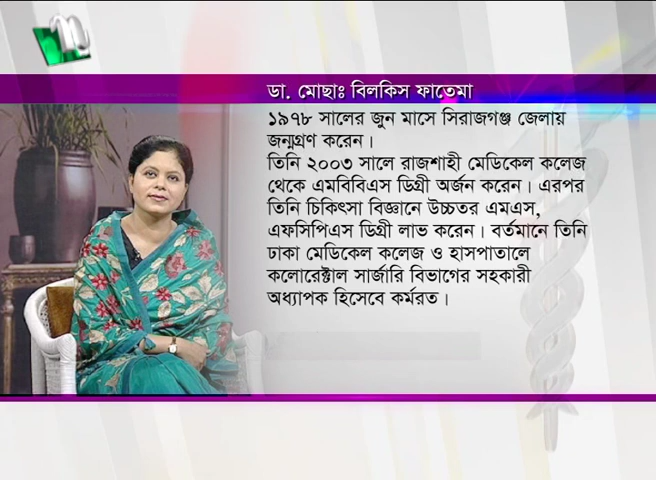 ডা. মোছাঃ বিলকিস ফাতেমা
১৯৭৮ সালের জুন মাসে সিরাজগঞ্জ জেলায়
জন্মগ্রণ করেন।
তিনি ২০০৩ সালে রাজশাহী মেডিকেল কলেজ
থেকে এমবিবিএস ডিগ্রী অর্জন করেন। এরপর
তিনি চিকিৎসা বিজ্ঞানে উচ্চতর এমএস,
এফসিপিএস ডিগ্রী লাভ করেন। বর্তমানে তিনি
ঢাকা মেডিকেল কলেজ ও হাসপাতালে
কলোরেক্টাল সার্জারি বিভাগের সহকারী
অধ্যাপক হিসেবে কর্মরত।